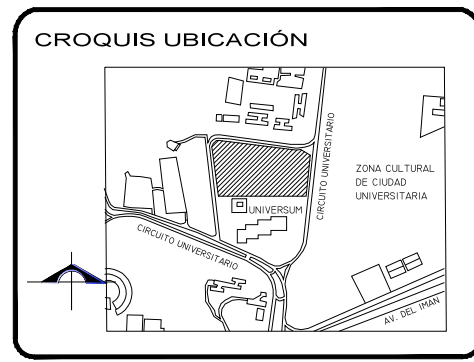 CROQUIS UBICACIÓN
CIRCUITO UNIVERSITARIO
ZONA CULTURAL
DE CIUDAD
UNIVERSITARIA
UNIVERSUM
CIRCUITO UNIVERSITARIO
AV. DEL IMAN